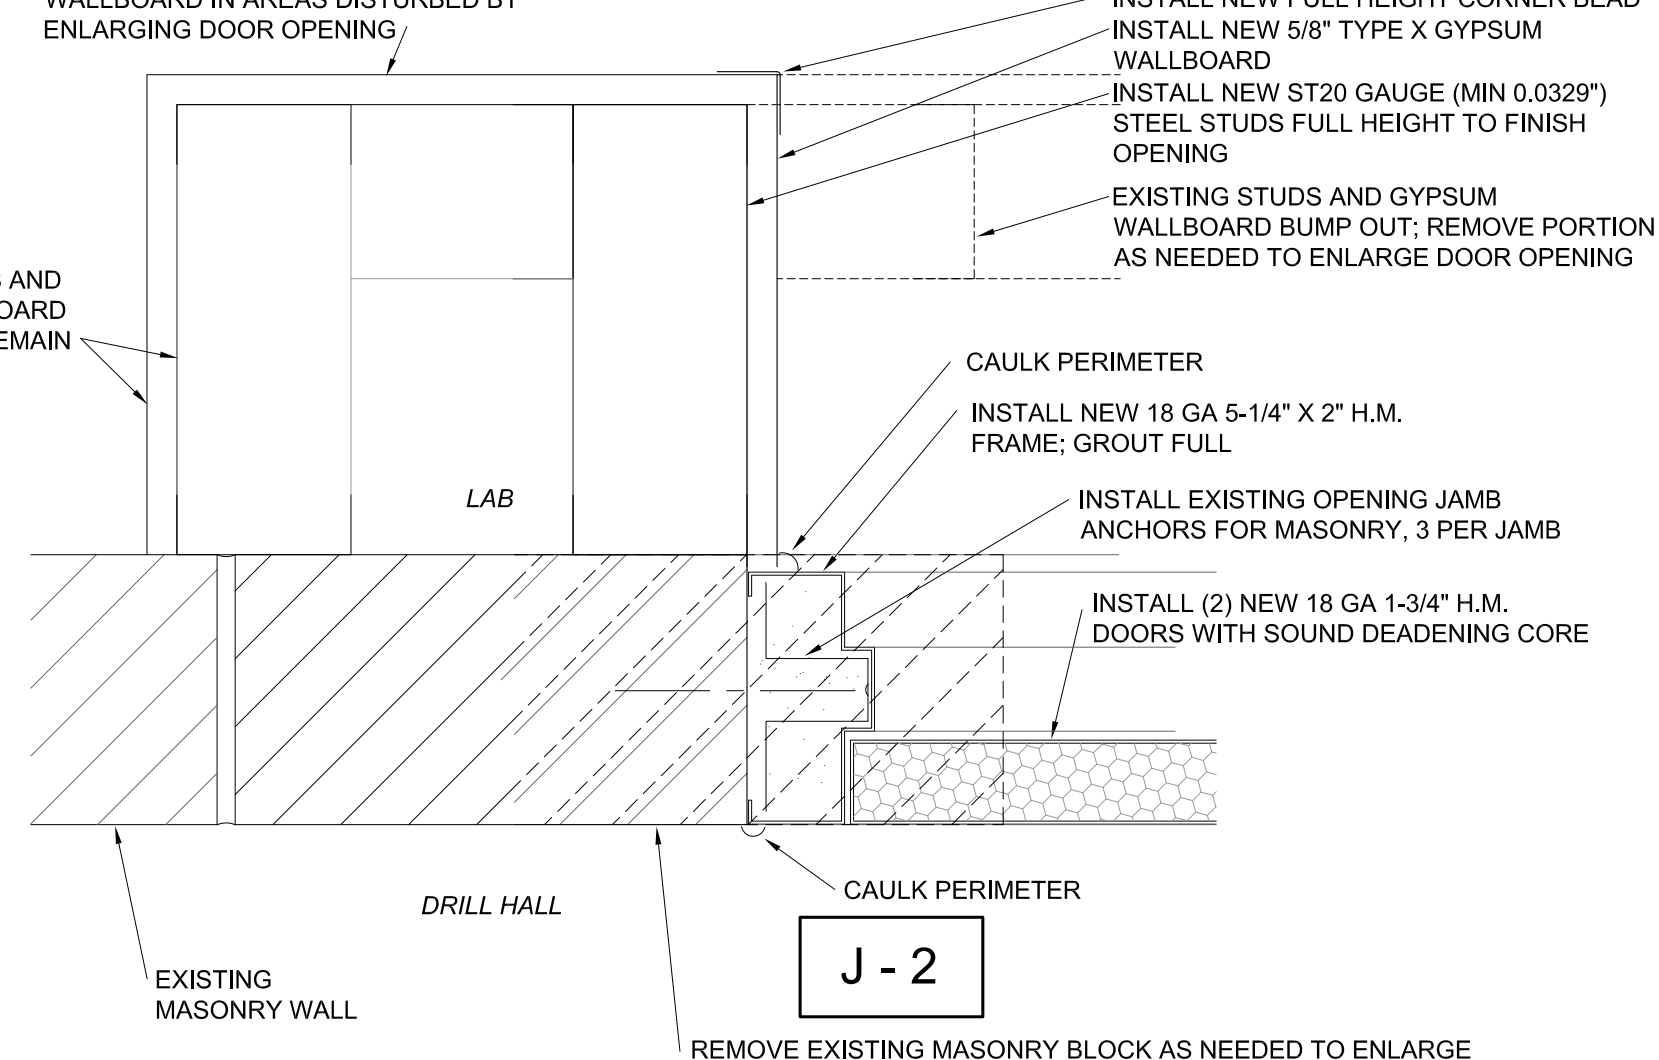 WALLBOARD IN AREAS DISTURBED BY
ENLARGING DOOR OPENING
INSTALL NEW FULL HEIGHT CORNER BEAD
INSTALL NEW 5/8" TYPE X GYPSUM
WALLBOARD
INSTALL NEW ST20 GAUGE (MIN 0.0329")
STEEL STUDS FULL HEIGHT TO FINISH
OPENING
EXISTING STUDS AND GYPSUM
WALLBOARD BUMP OUT; REMOVE PORTION
AS NEEDED TO ENLARGE DOOR OPENING
AND
OARD
EMAIN
CAULK PERIMETER
INSTALL NEW 18 GA 5-1/4" X 2" H.M.
FRAME; GROUT FULL
LAB
INSTALL EXISTING OPENING JAMB
ANCHORS FOR MASONRY, 3 PER JAMB
INSTALL (2) NEW 18 GA 1-3/4" H.M.
DOORS WITH SOUND DEADENING CORE
CAULK PERIMETER
DRILL HALL
J - 2
EXISTING
MASONRY WALL
REMOVE EXISTING MASONRY BLOCK AS NEEDED TO ENLARGE